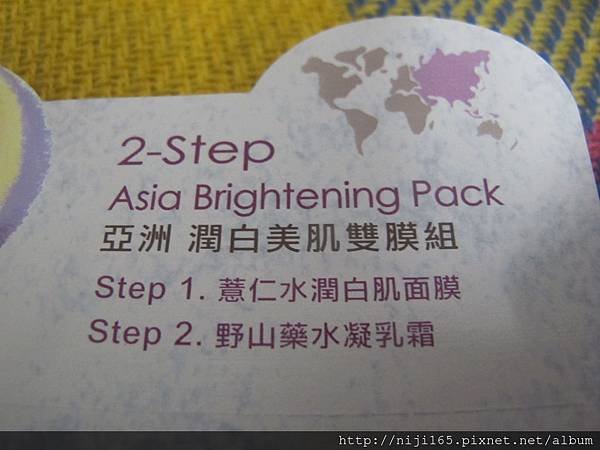 2-Step
Asia Brightening Pack
亞洲 潤白美肌雙膜組
Step 1. 薏仁水潤白肌面膜
Step 2. 野山藥水凝乳霜
http://niji165.pixnet.net/album